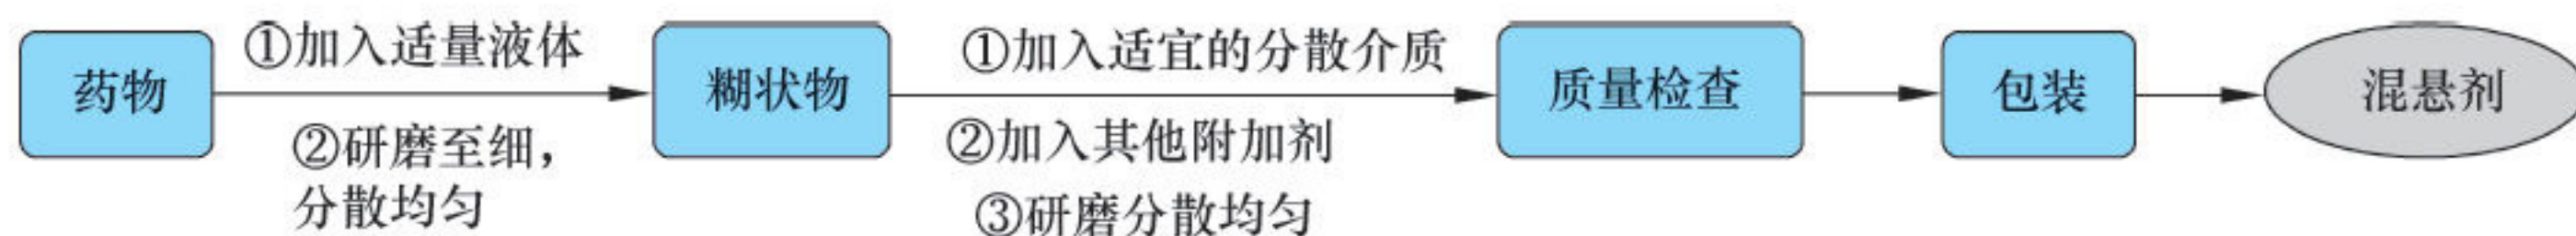 药物
①加入适量液体
②研磨至细，
分散均匀
糊状物
①加入适宜的分散介质
②加入其他附加剂
③研磨分散均匀
质量检查
包装
混悬剂